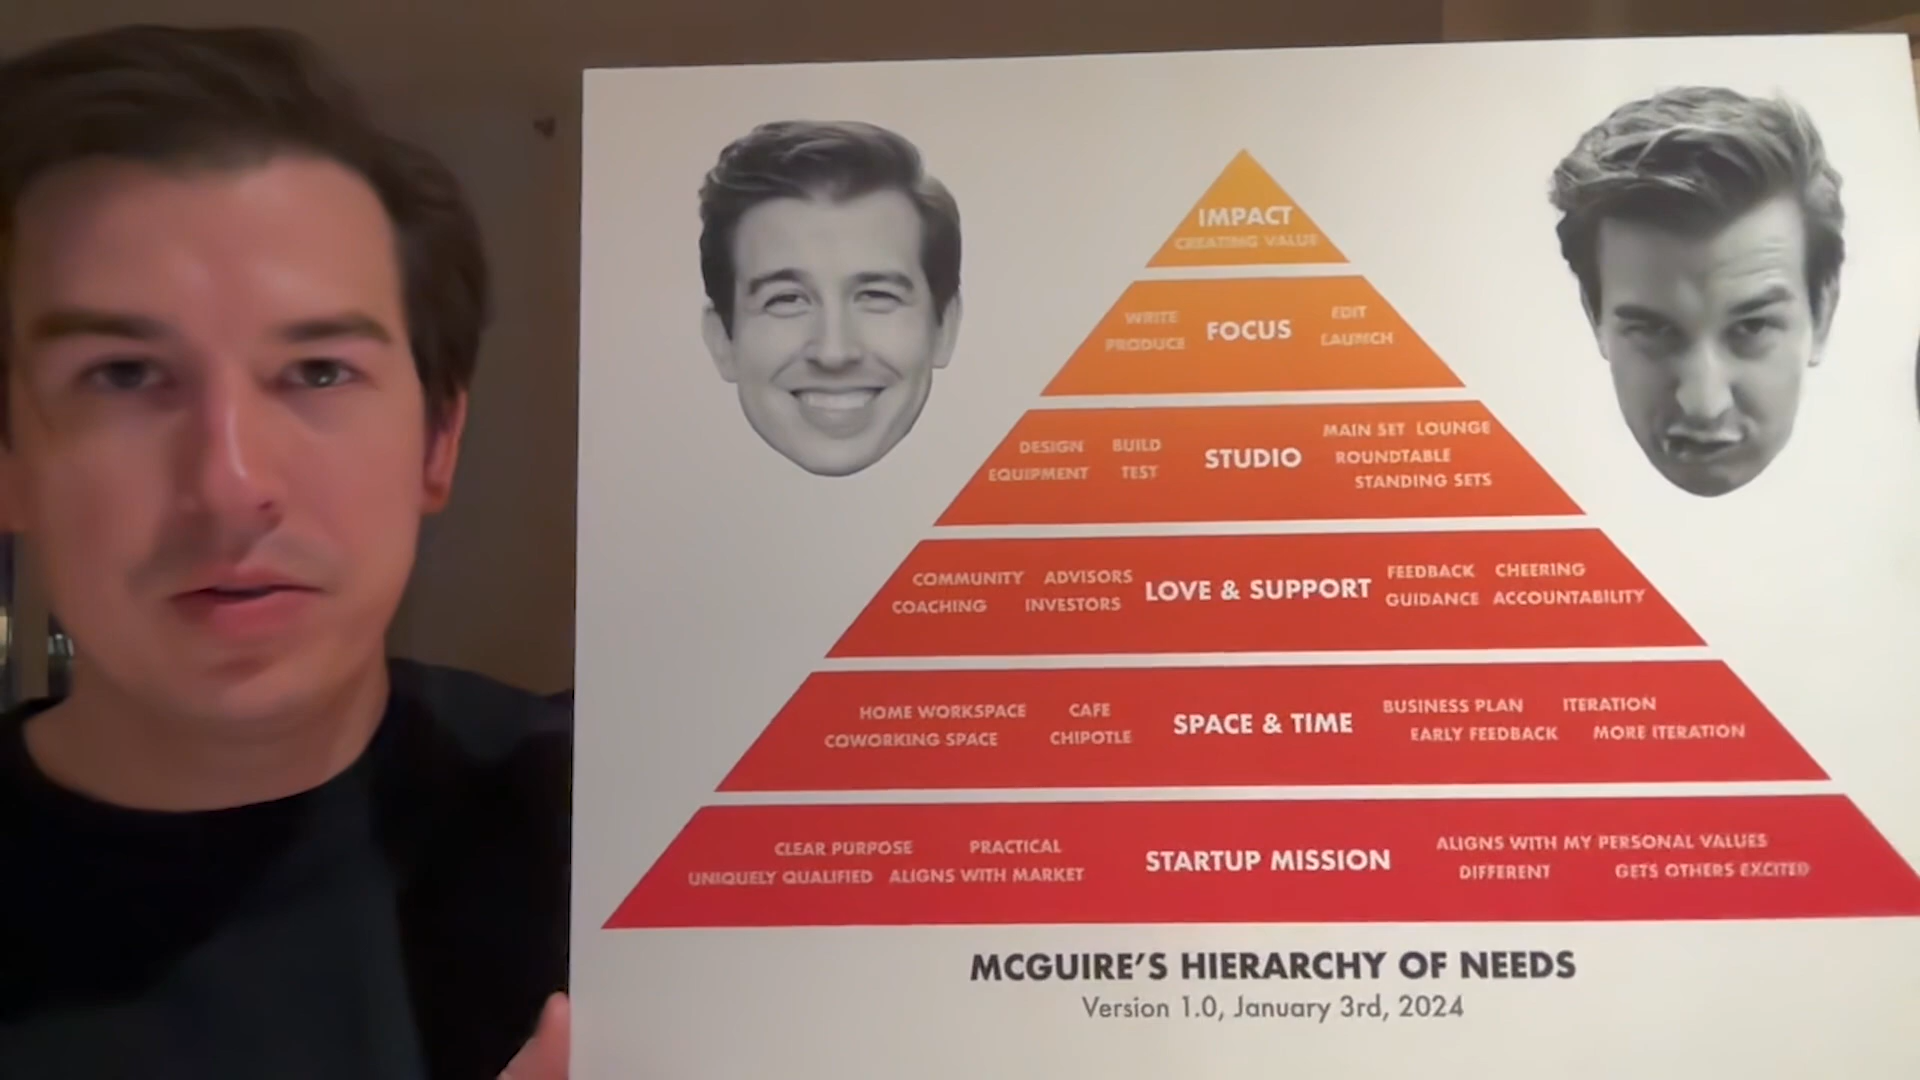 IMPACT
CREATING VALUE
WRITE
PRODUCE
FOCUS
EDIT
LAUNCH
DESIGN BUILD
EQUIPMENT TEST
STUDIO
MAIN SET LOUNGE
ROUNDTABLE
STANDING SETS
COMMUNITY ADVISORS
COACHING INVESTORS
LOVE & SUPPORT
FEEDBACK CHEERING
GUIDANCE ACCOUNTABILITY
HOME WORKSPACE CAFE
COWORKING SPACE CHIPOTLE
SPACE & TIME
BUSINESS PLAN ITERATION
EARLY FEEDBACK MORE ITERATION
CLEAR PURPOSE PRACTICAL
UNIQUELY QUALIFIED ALIGNS WITH MARKET
STARTUP MISSION
ALIGNS WITH MY PERSONAL VALUES
DIFFERENT GETS OTHERS EXCITED
MCGUIRE'S HIERARCHY OF NEEDS
Version 1.0, January 3rd, 2024